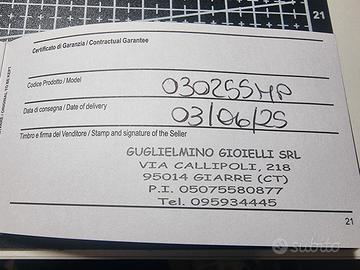 21
Certificato di Garanzia / Contractual Garantee
Codice Prodotto / Model 030255MP
Data di consegna / Date of delivery 03/06/25
Timbro e firma del Venditore / Stamp and signature of the Seller
GUGLIELMINO GIOIELLI SRL
VIA CALLIPOLI, 218
95014 GIARRE (CT)
P.I. 05075580877
Tel. 095934445
21
subito